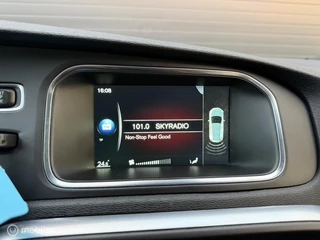 16:08
101.0 SKYRADIO
Non-Stop Feel Good
24.°